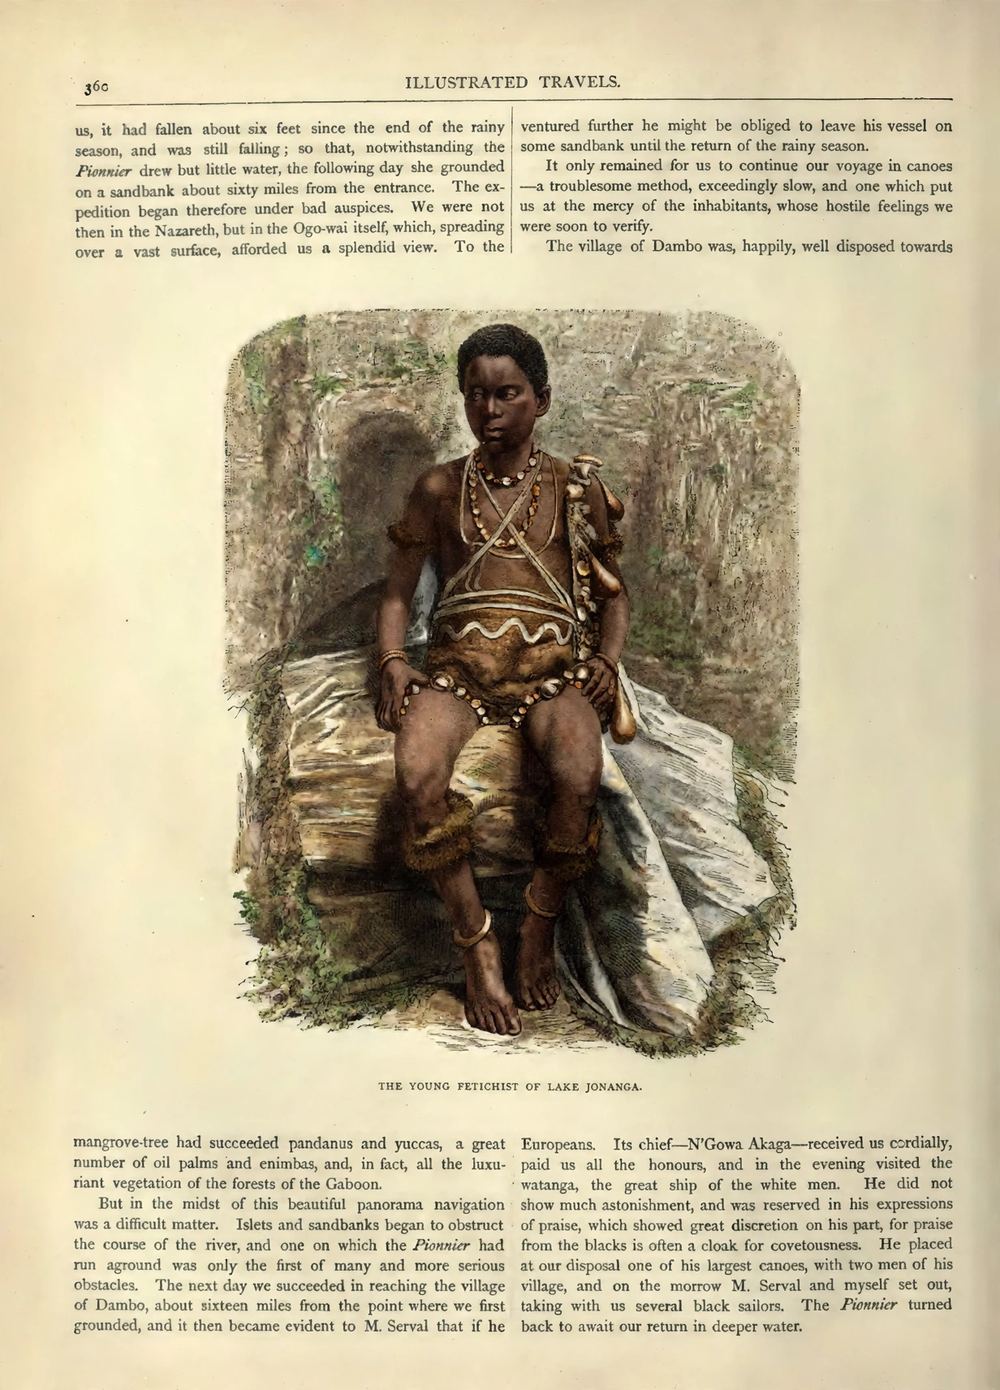 360
ILLUSTRATED TRAVELS.
us, it had fallen about six feet since the end of the rainy
season, and was still falling; so that, notwithstanding the
Pionnier drew but little water, the following day she grounded
on a sandbank about sixty miles from the entrance. The ex-
pedition began therefore under bad auspices. We were not
then in the Nazareth, but in the Ogo-wai itself, which, spreading
over a vast surface, afforded us a splendid view. To the
ventured further he might be obliged to leave his vessel on
some sandbank until the return of the rainy season.
It only remained for us to continue our voyage in canoes
—a troublesome method, exceedingly slow, and one which put
us at the mercy of the inhabitants, whose hostile feelings we
were soon to verify.
The village of Dambo was, happily, well disposed towards
THE YOUNG FETICHIST OF LAKE JONANGA.
mangrove-tree had succeeded pandanus and yuccas, a great
number of oil palms and enimbas, and, in fact, all the luxu-
riant vegetation of the forests of the Gaboon.
But in the midst of this beautiful panorama navigation
was a difficult matter. Islets and sandbanks began to obstruct
the course of the river, and one on which the Pionnier had
run aground was only the first of many and more serious
obstacles. The next day we succeeded in reaching the village
of Dambo, about sixteen miles from the point where we first
grounded, and it then became evident to M. Serval that if he
Europeans. Its chief—N'Gowa Akaga—received us cordially,
paid us all the honours, and in the evening visited the
watanga, the great ship of the white men. He did not
show much astonishment, and was reserved in his expressions
of praise, which showed great discretion on his part, for praise
from the blacks is often a cloak for covetousness. He placed
at our disposal one of his largest canoes, with two men of his
village, and on the morrow M. Serval and myself set out,
taking with us several black sailors. The Pionnier turned
back to await our return in deeper water.